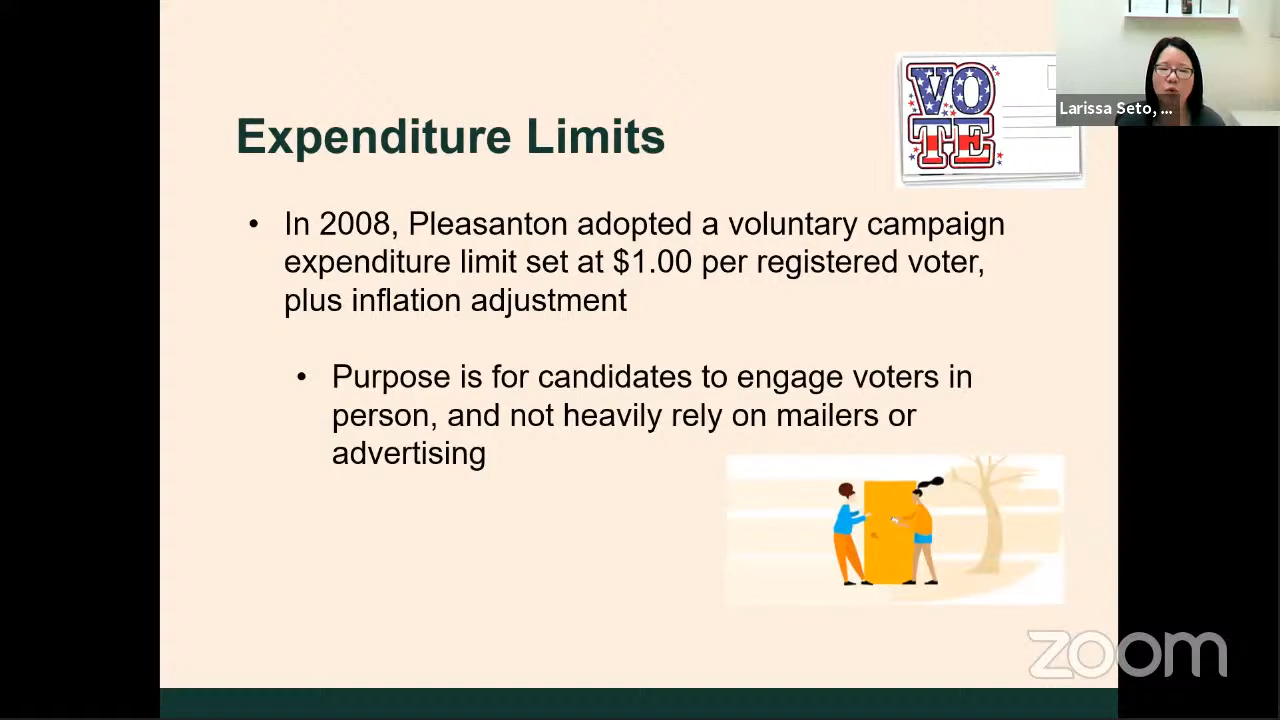 VO
TE
Larissa Seto, ...
Expenditure Limits
• In 2008, Pleasanton adopted a voluntary campaign
expenditure limit set at $1.00 per registered voter,
plus inflation adjustment
• Purpose is for candidates to engage voters in
person, and not heavily rely on mailers or
advertising
zoom